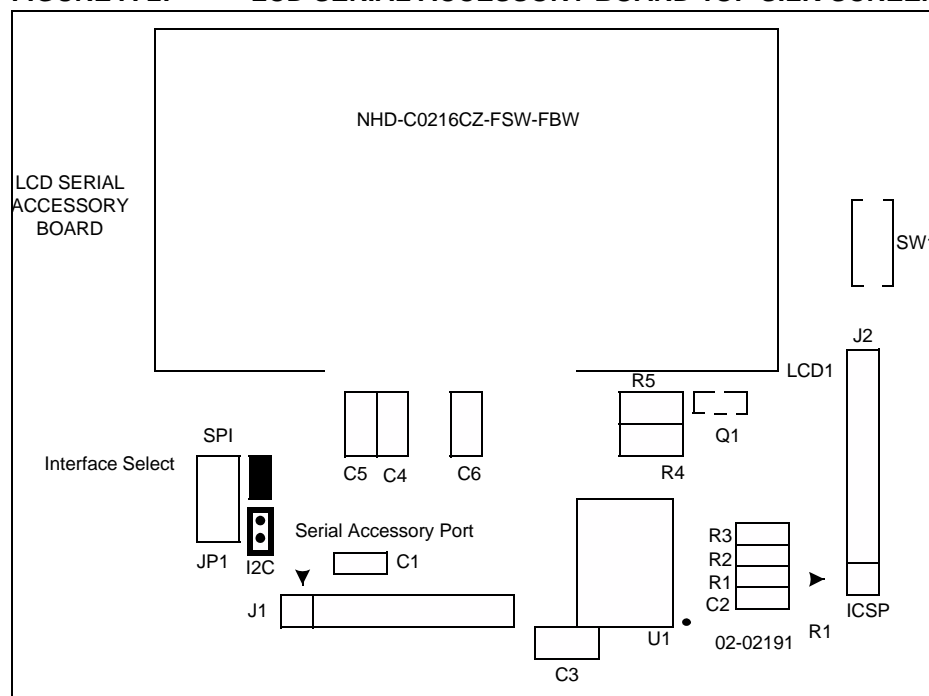 NHD-C0216CZ-FSW-FBW
LCD SERIAL
ACCESSORY
BOARD
SW1
J2
LCD1
R5
Q1
SPI
Interface Select
C5
C4
C6
R4
Serial Accessory Port
R3
JP1
I2C
C1
R2
R1
J1
C2
ICSP
U1
02-02191
R1
C3